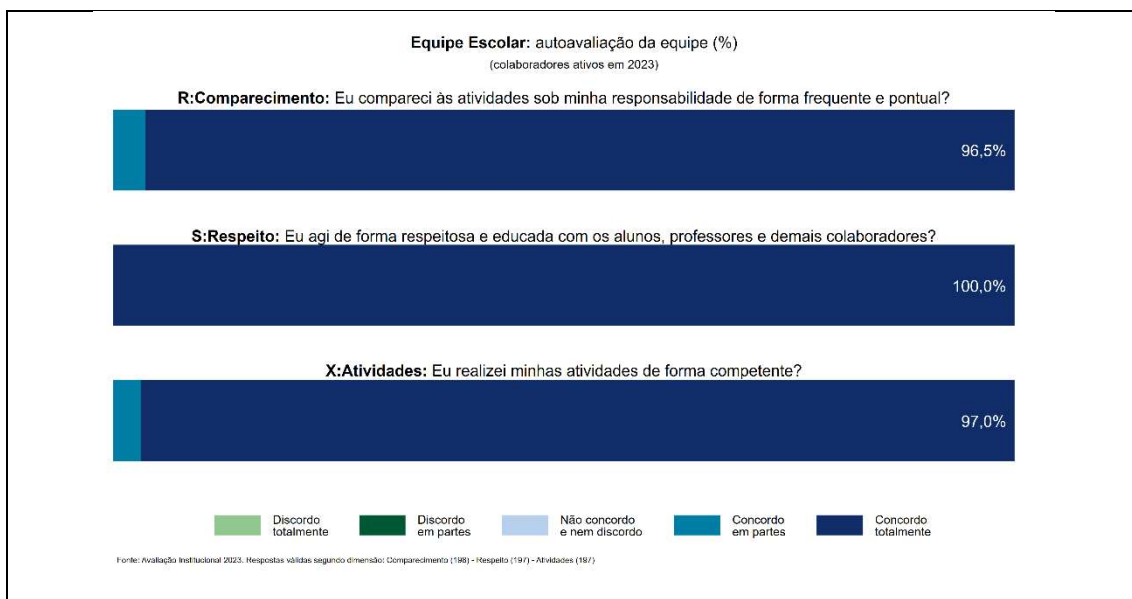 Equipe Escolar: autoavaliação da equipe (%)
(colaboradores ativos em 2023)
R:Comparecimento: Eu compareci às atividades sob minha responsabilidade de forma frequente e pontual?
96,5%
S:Respeito: Eu agi de forma respeitosa e educada com os alunos, professores e demais colaboradores?
100,0%
X:Atividades: Eu realizei minhas atividades de forma competente?
97,0%
Discordo
totalmente
Discordo
em partes
Não concordo
e nem discordo
Concordo
em partes
Concordo
totalmente
Fonte: Avaliação Institucional 2023. Respostas válidas segundo dimensão: Comparecimento (198) - Respeito (197) - Atividades (197)